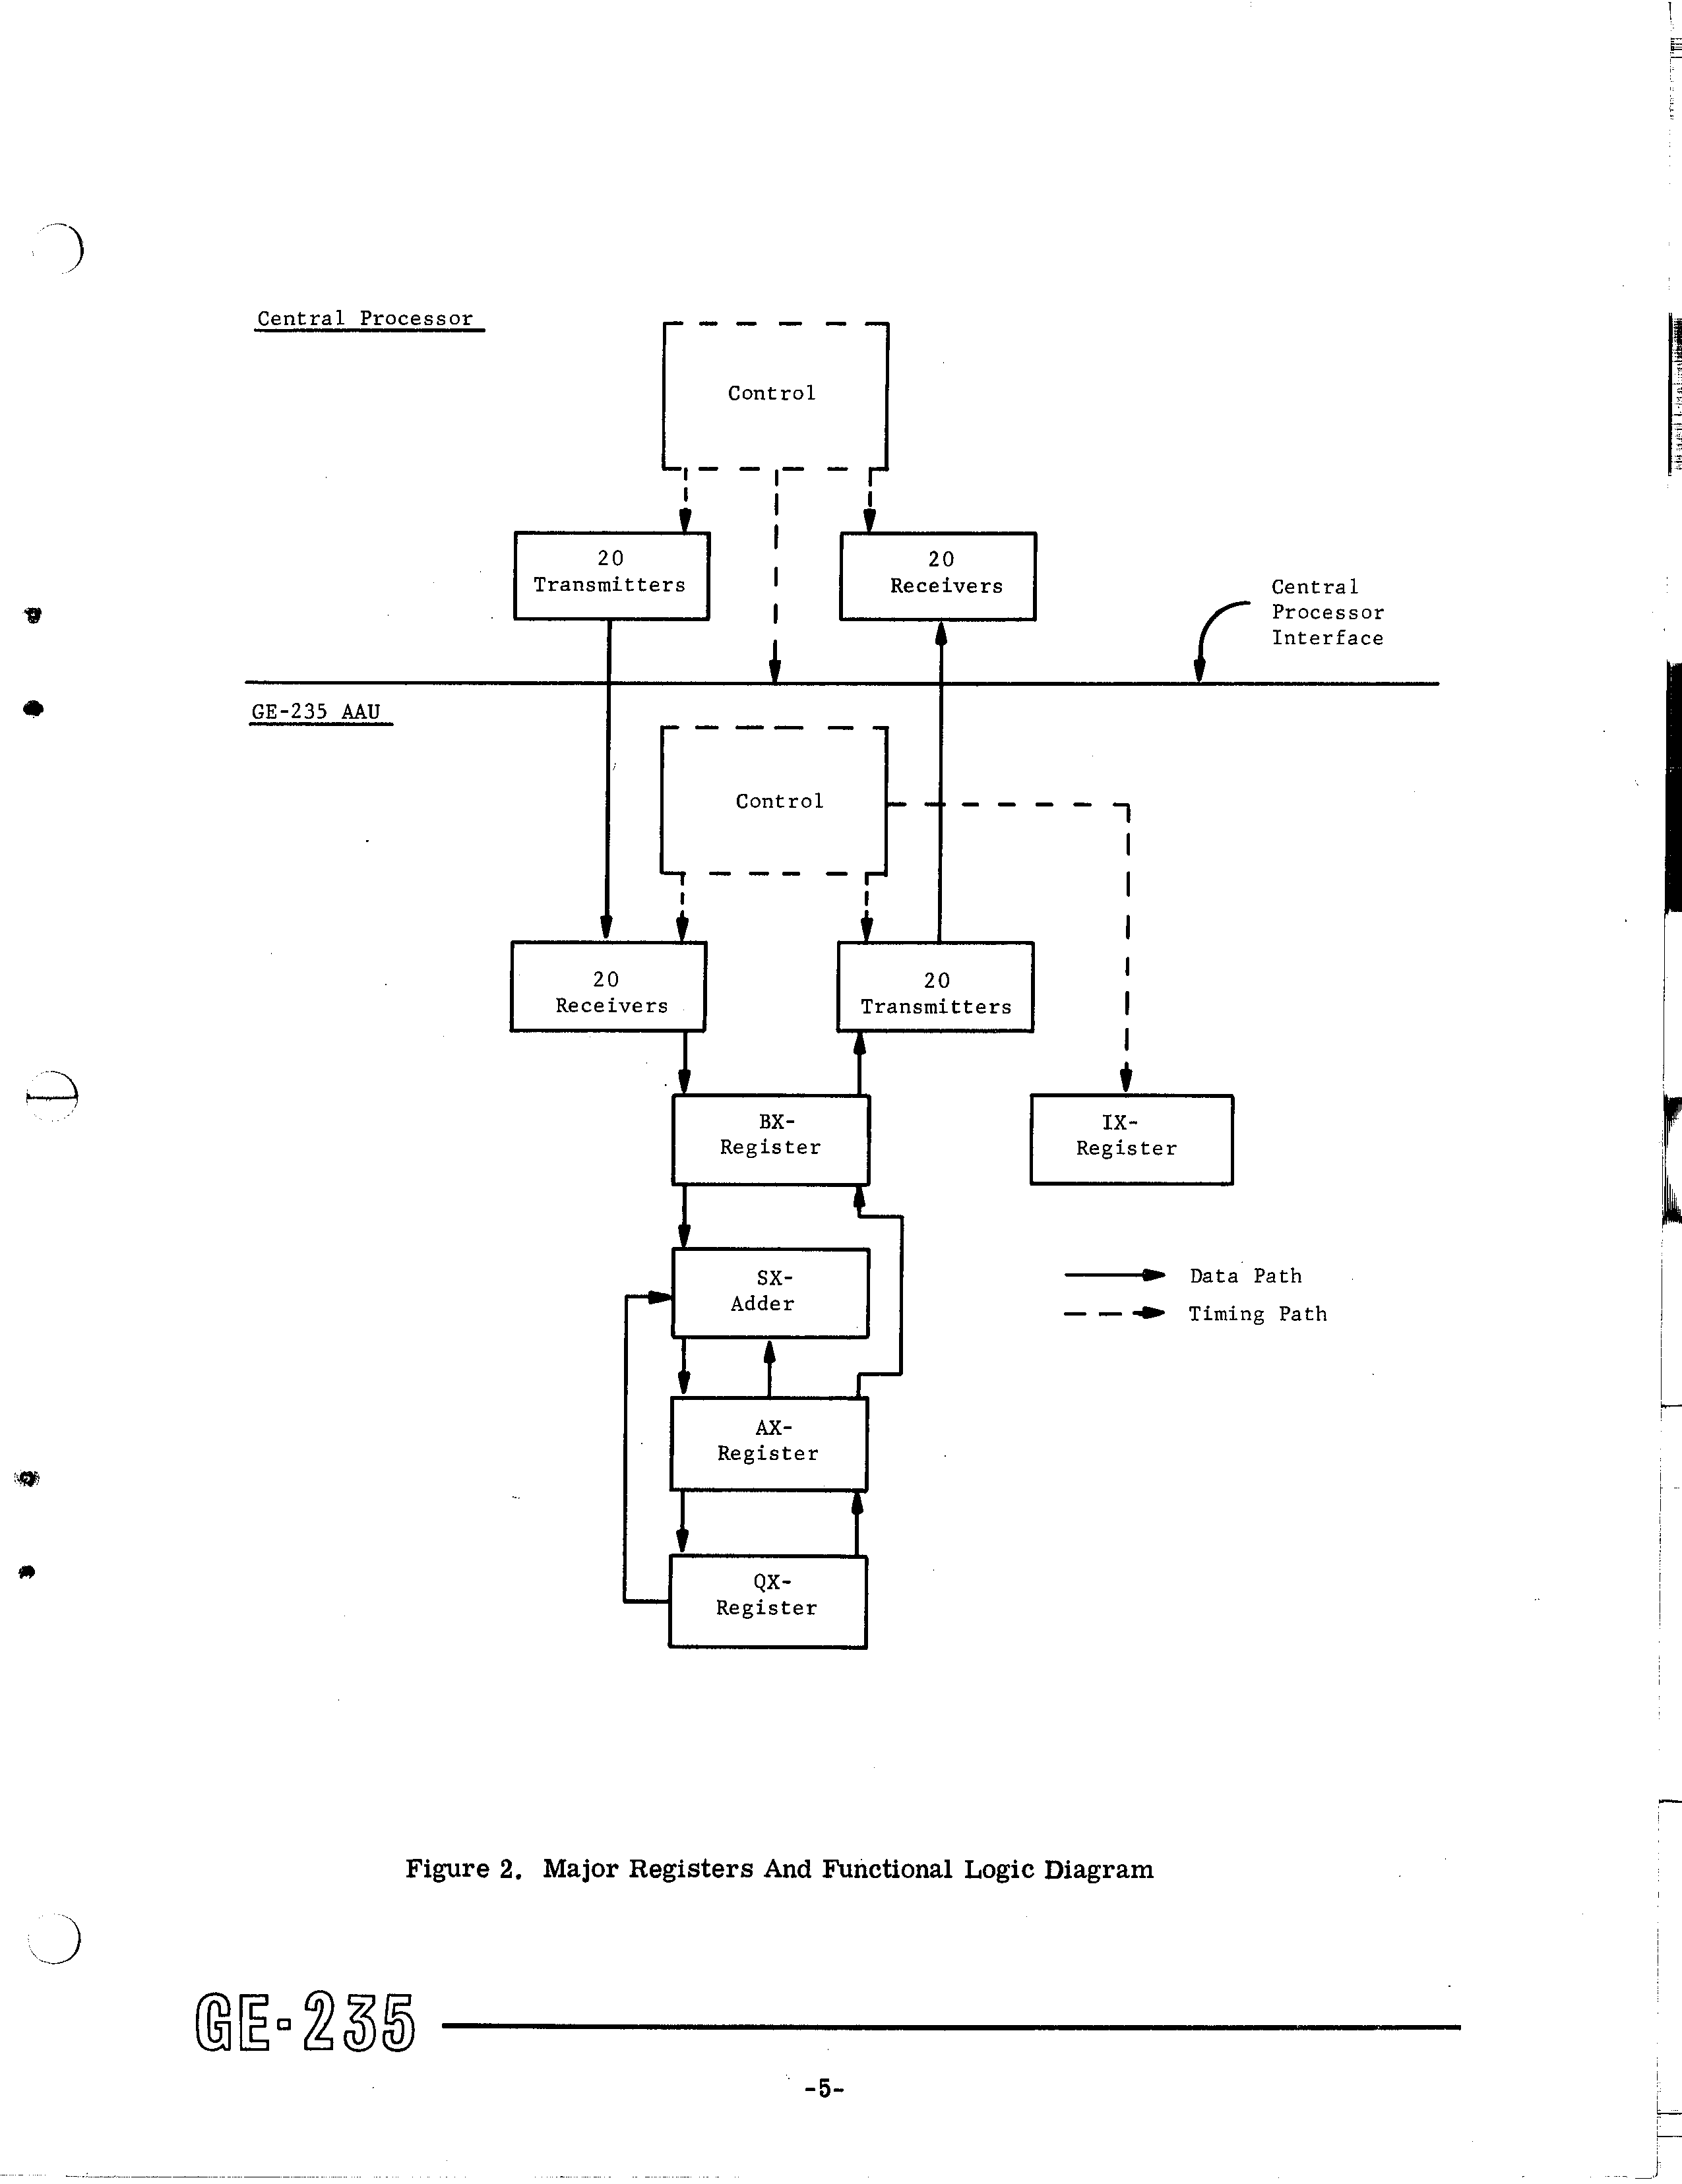 Central Processor
Control
20
Transmitters
20
Receivers
Central
Processor
Interface
GE-235 AAU
Control
20
Receivers
20
Transmitters
BX-
Register
IX-
Register
SX-
Adder
Data Path
Timing Path
AX-
Register
QX-
Register
Figure 2. Major Registers And Functional Logic Diagram
GE-235
-5-